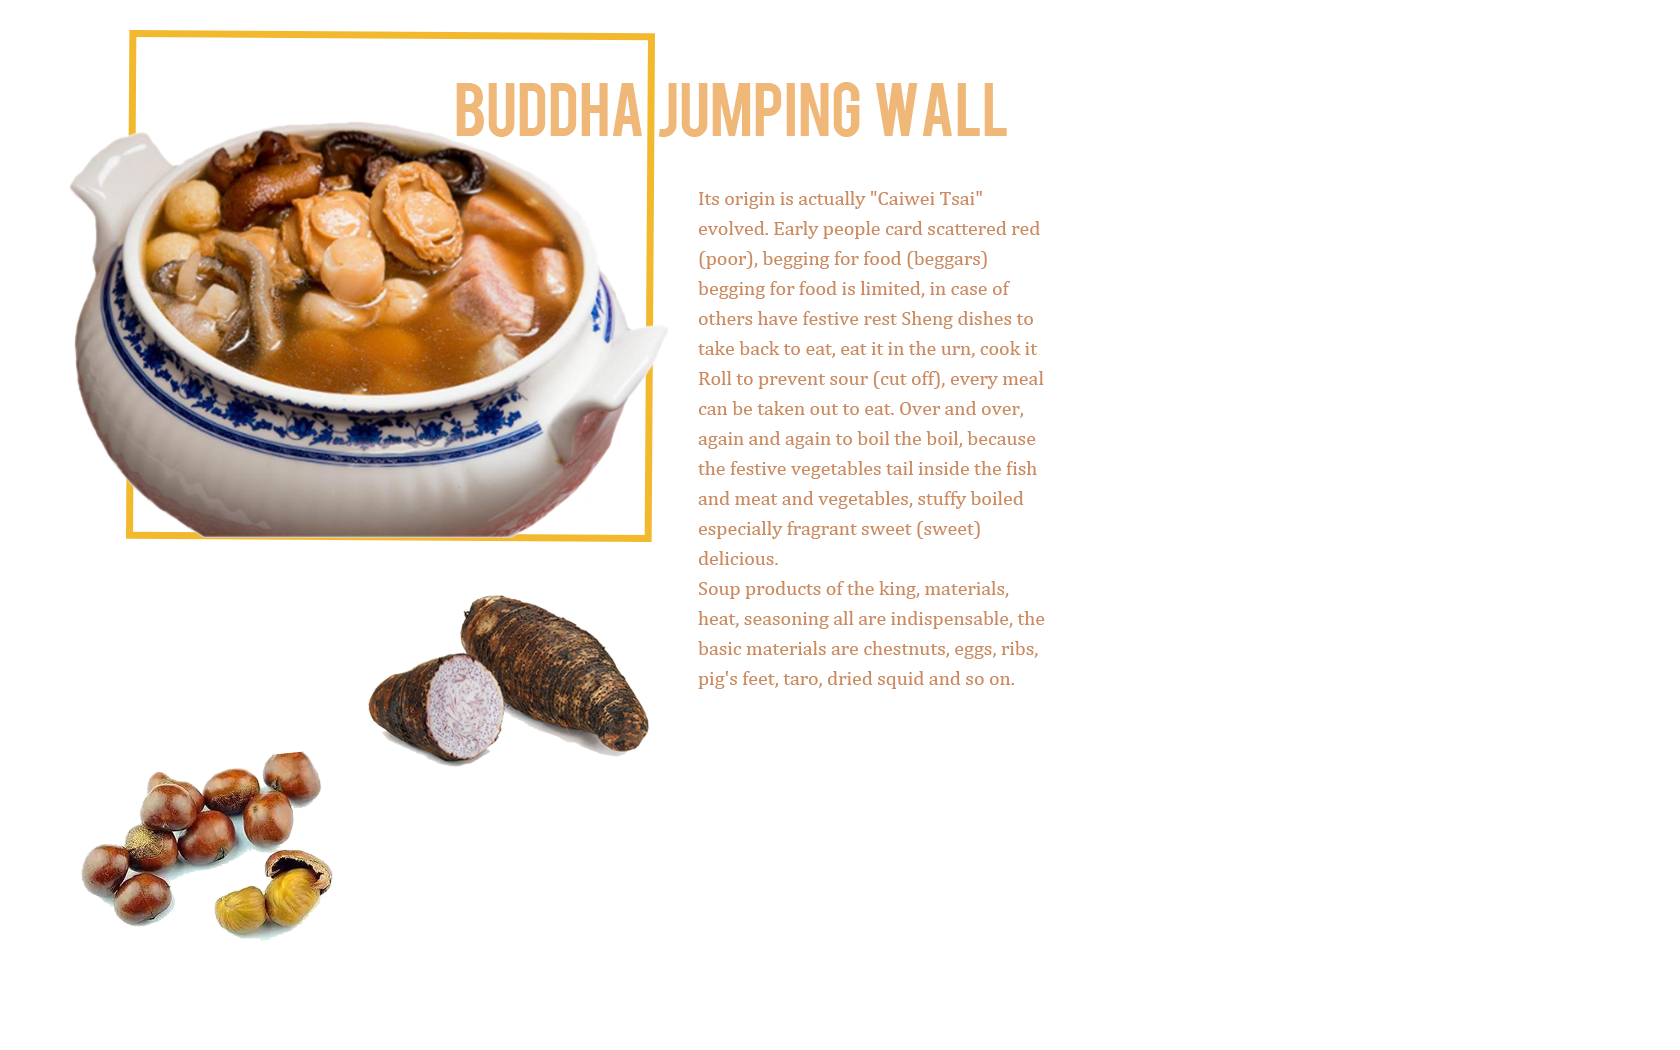 BUDDHA JUMPING WALL
Its origin is actually "Caiwei Tsai"
evolved. Early people card scattered red
(poor), begging for food (beggars)
begging for food is limited, in case of
others have festive rest Sheng dishes to
take back to eat, eat it in the urn, cook it
Roll to prevent sour (cut off), every meal
can be taken out to eat. Over and over,
again and again to boil the boil, because
the festive vegetables tail inside the fish
and meat and vegetables, stuffy boiled
especially fragrant sweet (sweet)
delicious.
Soup products of the king, materials,
heat, seasoning all are indispensable, the
basic materials are chestnuts, eggs, ribs,
pig's feet, taro, dried squid and so on.